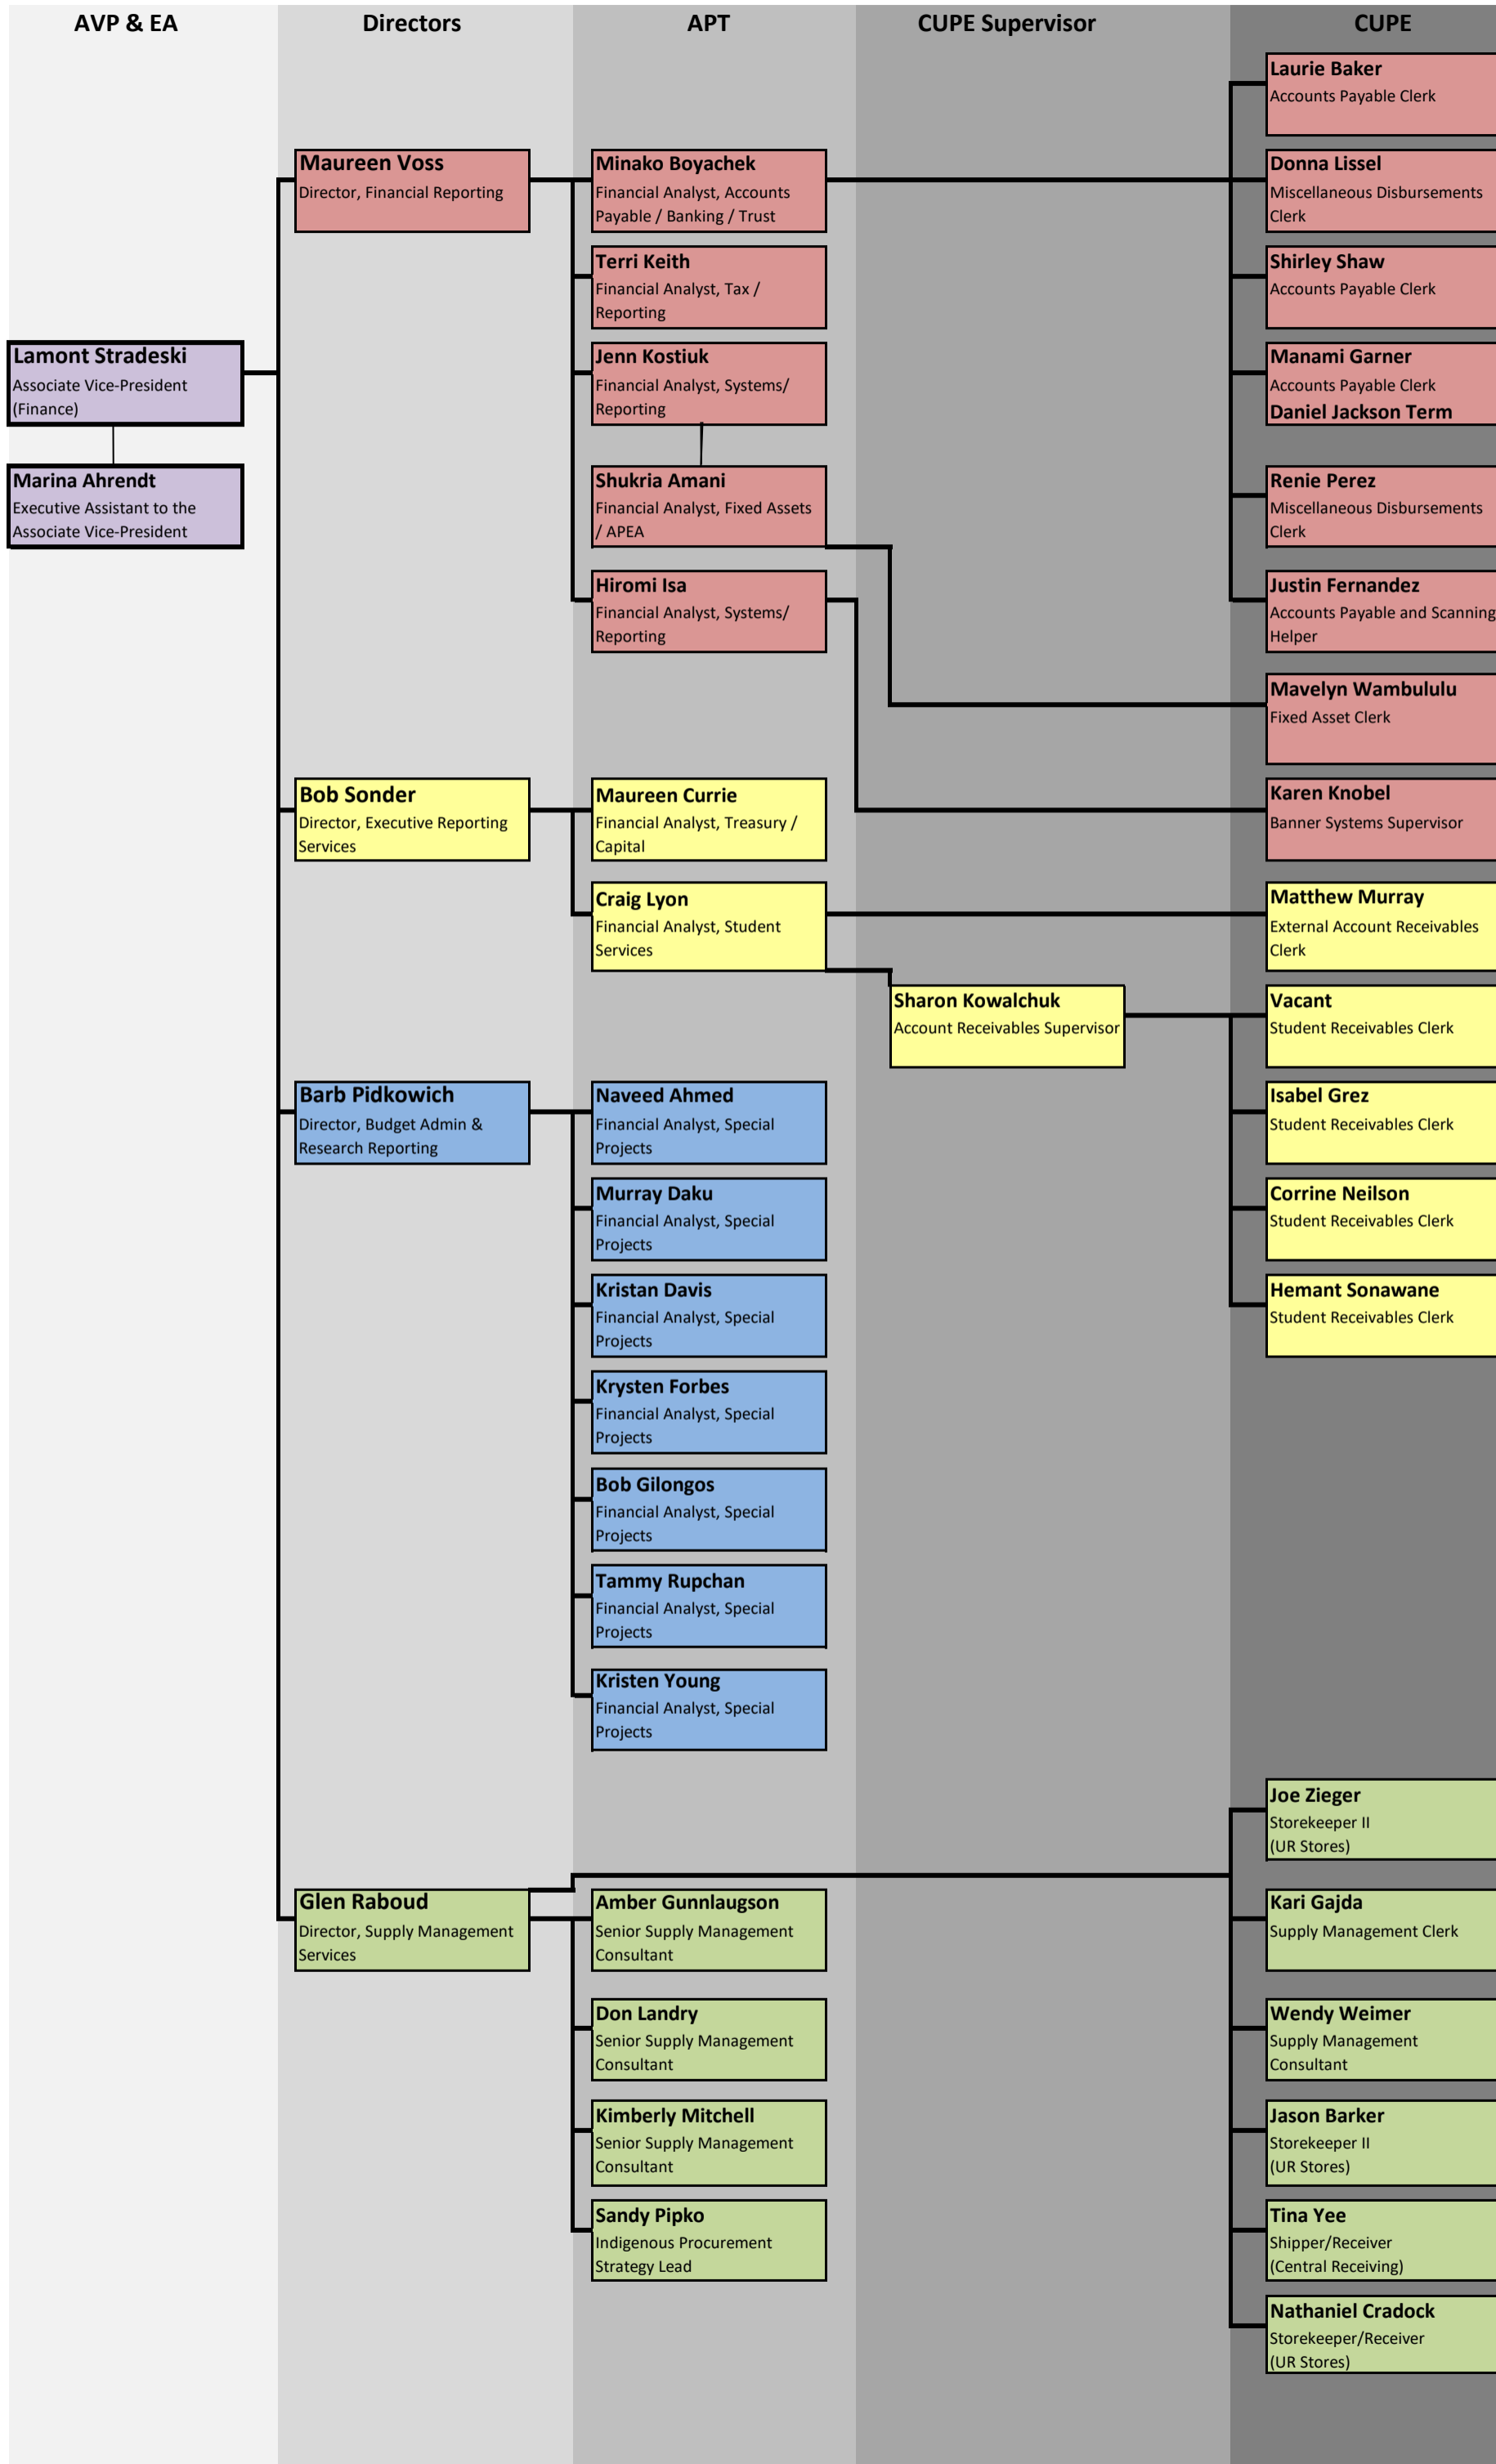 AVP & EA
Directors
APT
CUPE Supervisor
CUPE
Lamont Stradeski
Associate Vice-President
(Finance)
Marina Ahrendt
Executive Assistant to the
Associate Vice-President
Maureen Voss
Director, Financial Reporting
Minako Boyachek
Financial Analyst, Accounts
Payable / Banking / Trust
Terri Keith
Financial Analyst, Tax /
Reporting
Jenn Kostiuk
Financial Analyst, Systems/
Reporting
Shukria Amani
Financial Analyst, Fixed Assets
/ APEA
Hiromi Isa
Financial Analyst, Systems/
Reporting
Laurie Baker
Accounts Payable Clerk
Donna Lissel
Miscellaneous Disbursements
Clerk
Shirley Shaw
Accounts Payable Clerk
Manami Garner
Accounts Payable Clerk
Daniel Jackson Term
Renie Perez
Miscellaneous Disbursements
Clerk
Justin Fernandez
Accounts Payable and Scanning
Helper
Mavelyn Wambululu
Fixed Asset Clerk
Karen Knobel
Banner Systems Supervisor
Bob Sonder
Director, Executive Reporting
Services
Maureen Currie
Financial Analyst, Treasury /
Capital
Craig Lyon
Financial Analyst, Student
Services
Matthew Murray
External Account Receivables
Clerk
Sharon Kowalchuk
Account Receivables Supervisor
Vacant
Student Receivables Clerk
Isabel Grez
Student Receivables Clerk
Corrine Neilson
Student Receivables Clerk
Hemant Sonawane
Student Receivables Clerk
Barb Pidkowich
Director, Budget Admin &
Research Reporting
Naveed Ahmed
Financial Analyst, Special
Projects
Murray Daku
Financial Analyst, Special
Projects
Kristan Davis
Financial Analyst, Special
Projects
Krysten Forbes
Financial Analyst, Special
Projects
Bob Gilongos
Financial Analyst, Special
Projects
Tammy Rupchan
Financial Analyst, Special
Projects
Kristen Young
Financial Analyst, Special
Projects
Glen Raboud
Director, Supply Management
Services
Amber Gunnlaugson
Senior Supply Management
Consultant
Don Landry
Senior Supply Management
Consultant
Kimberly Mitchell
Senior Supply Management
Consultant
Sandy Pipko
Indigenous Procurement
Strategy Lead
Joe Zieger
Storekeeper II
(UR Stores)
Kari Gajda
Supply Management Clerk
Wendy Weimer
Supply Management
Consultant
Jason Barker
Storekeeper II
(UR Stores)
Tina Yee
Shipper/Receiver
(Central Receiving)
Nathaniel Cradock
Storekeeper/Receiver
(UR Stores)